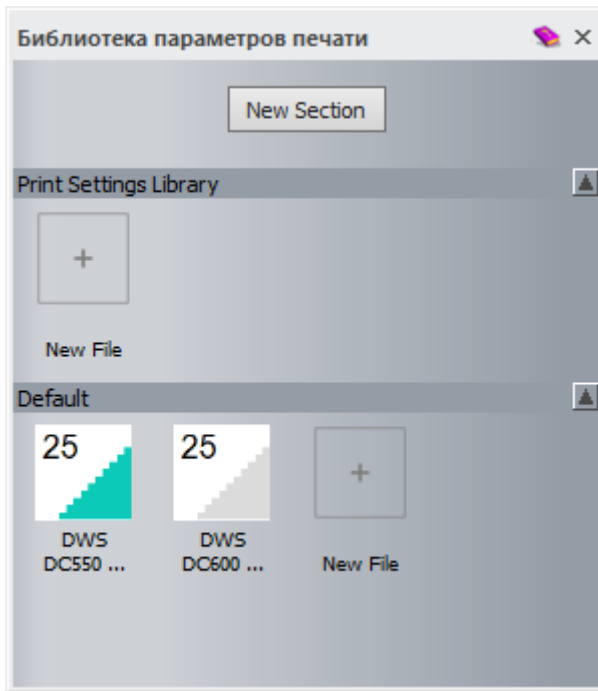 Библиотека параметров печати
New Section
Print Settings Library
+
New File
Default
25
25
+
DWS
DC550 ...
DWS
DC600 ...
New File